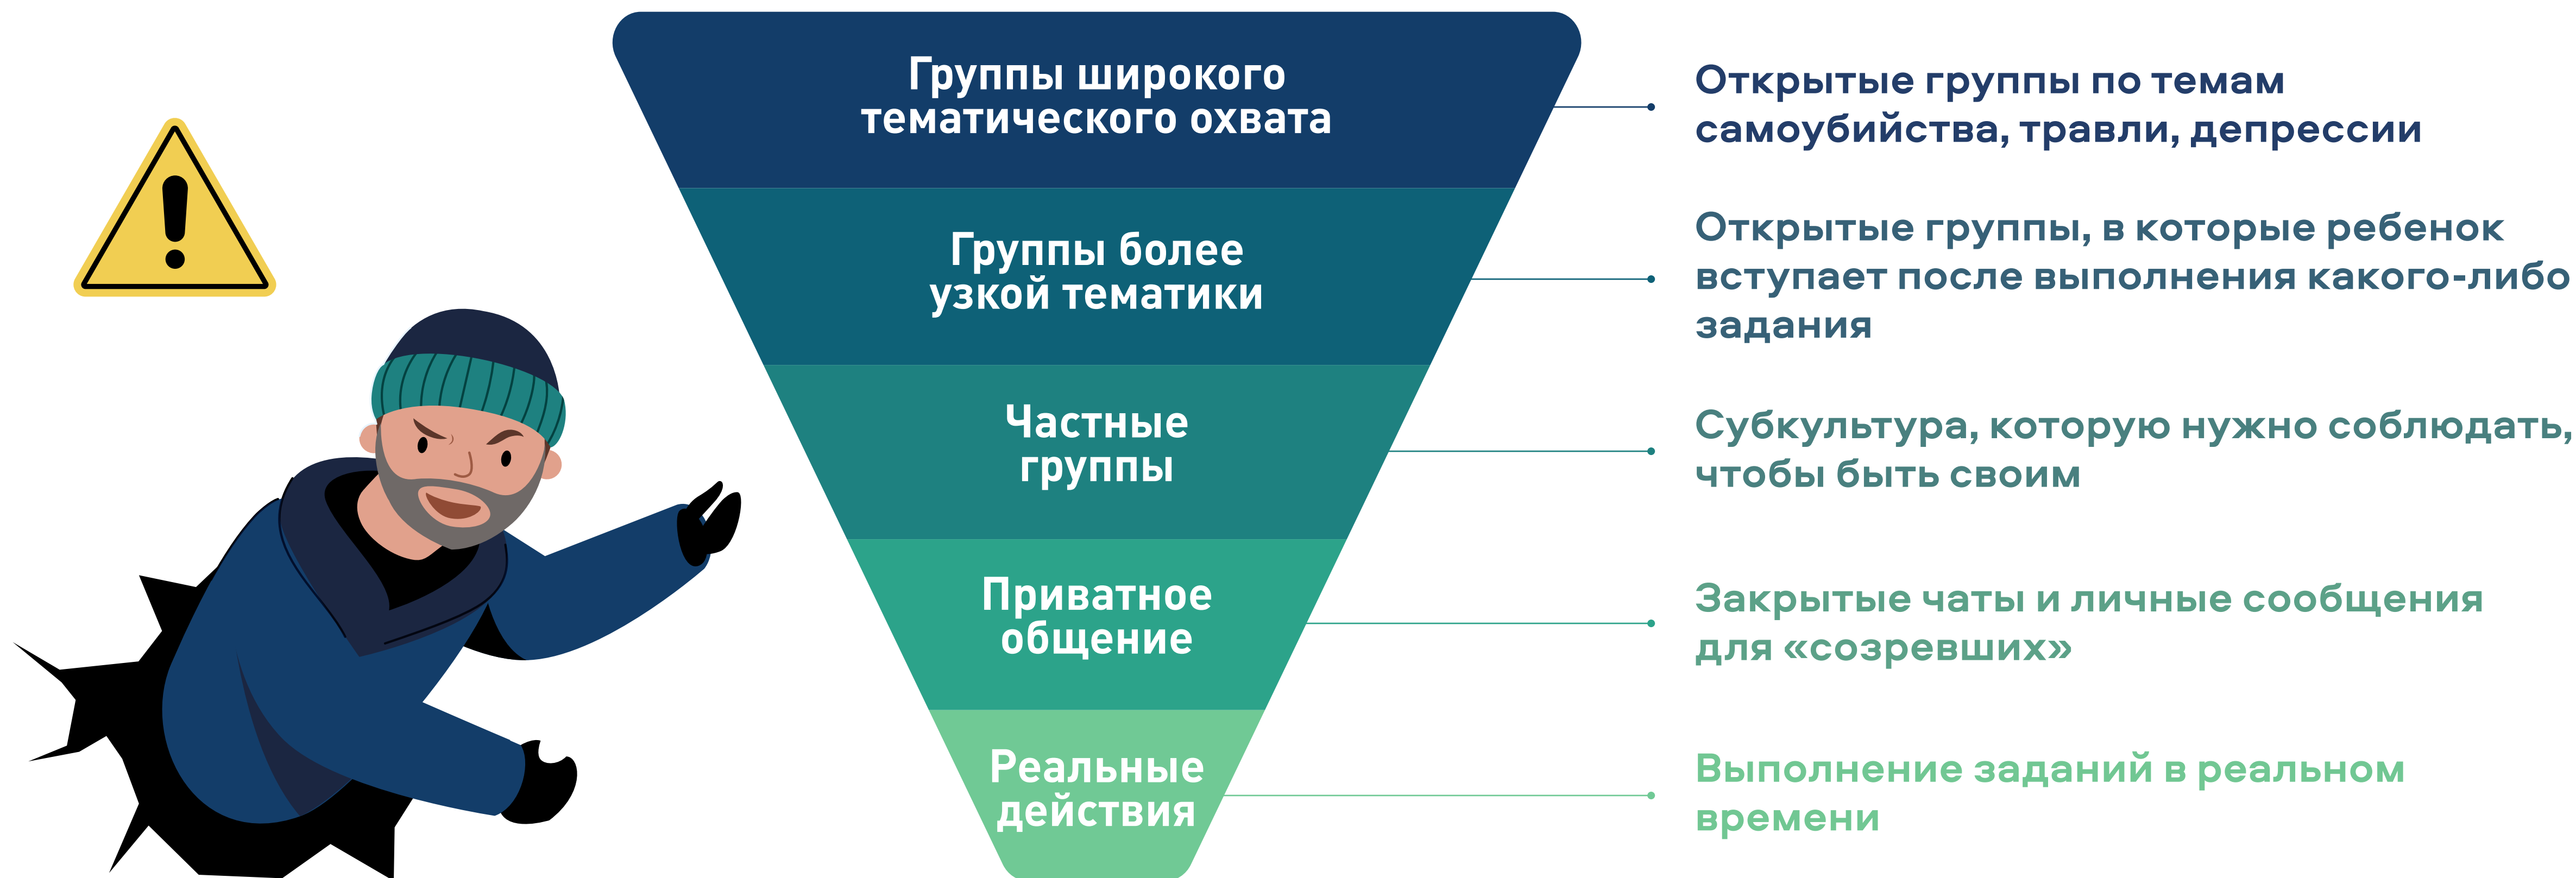 Группы широкого
тематического охвата
Открытые группы по темам
самоубийства, травли, депрессии
Группы более
узкой тематики
Открытые группы, в которые ребенок
вступает после выполнения какого-либо
задания
Частные
группы
Субкультура, которую нужно соблюдать,
чтобы быть своим
Приватное
общение
Закрытые чаты и личные сообщения
для «созревших»
Реальные
действия
Выполнение заданий в реальном
времени